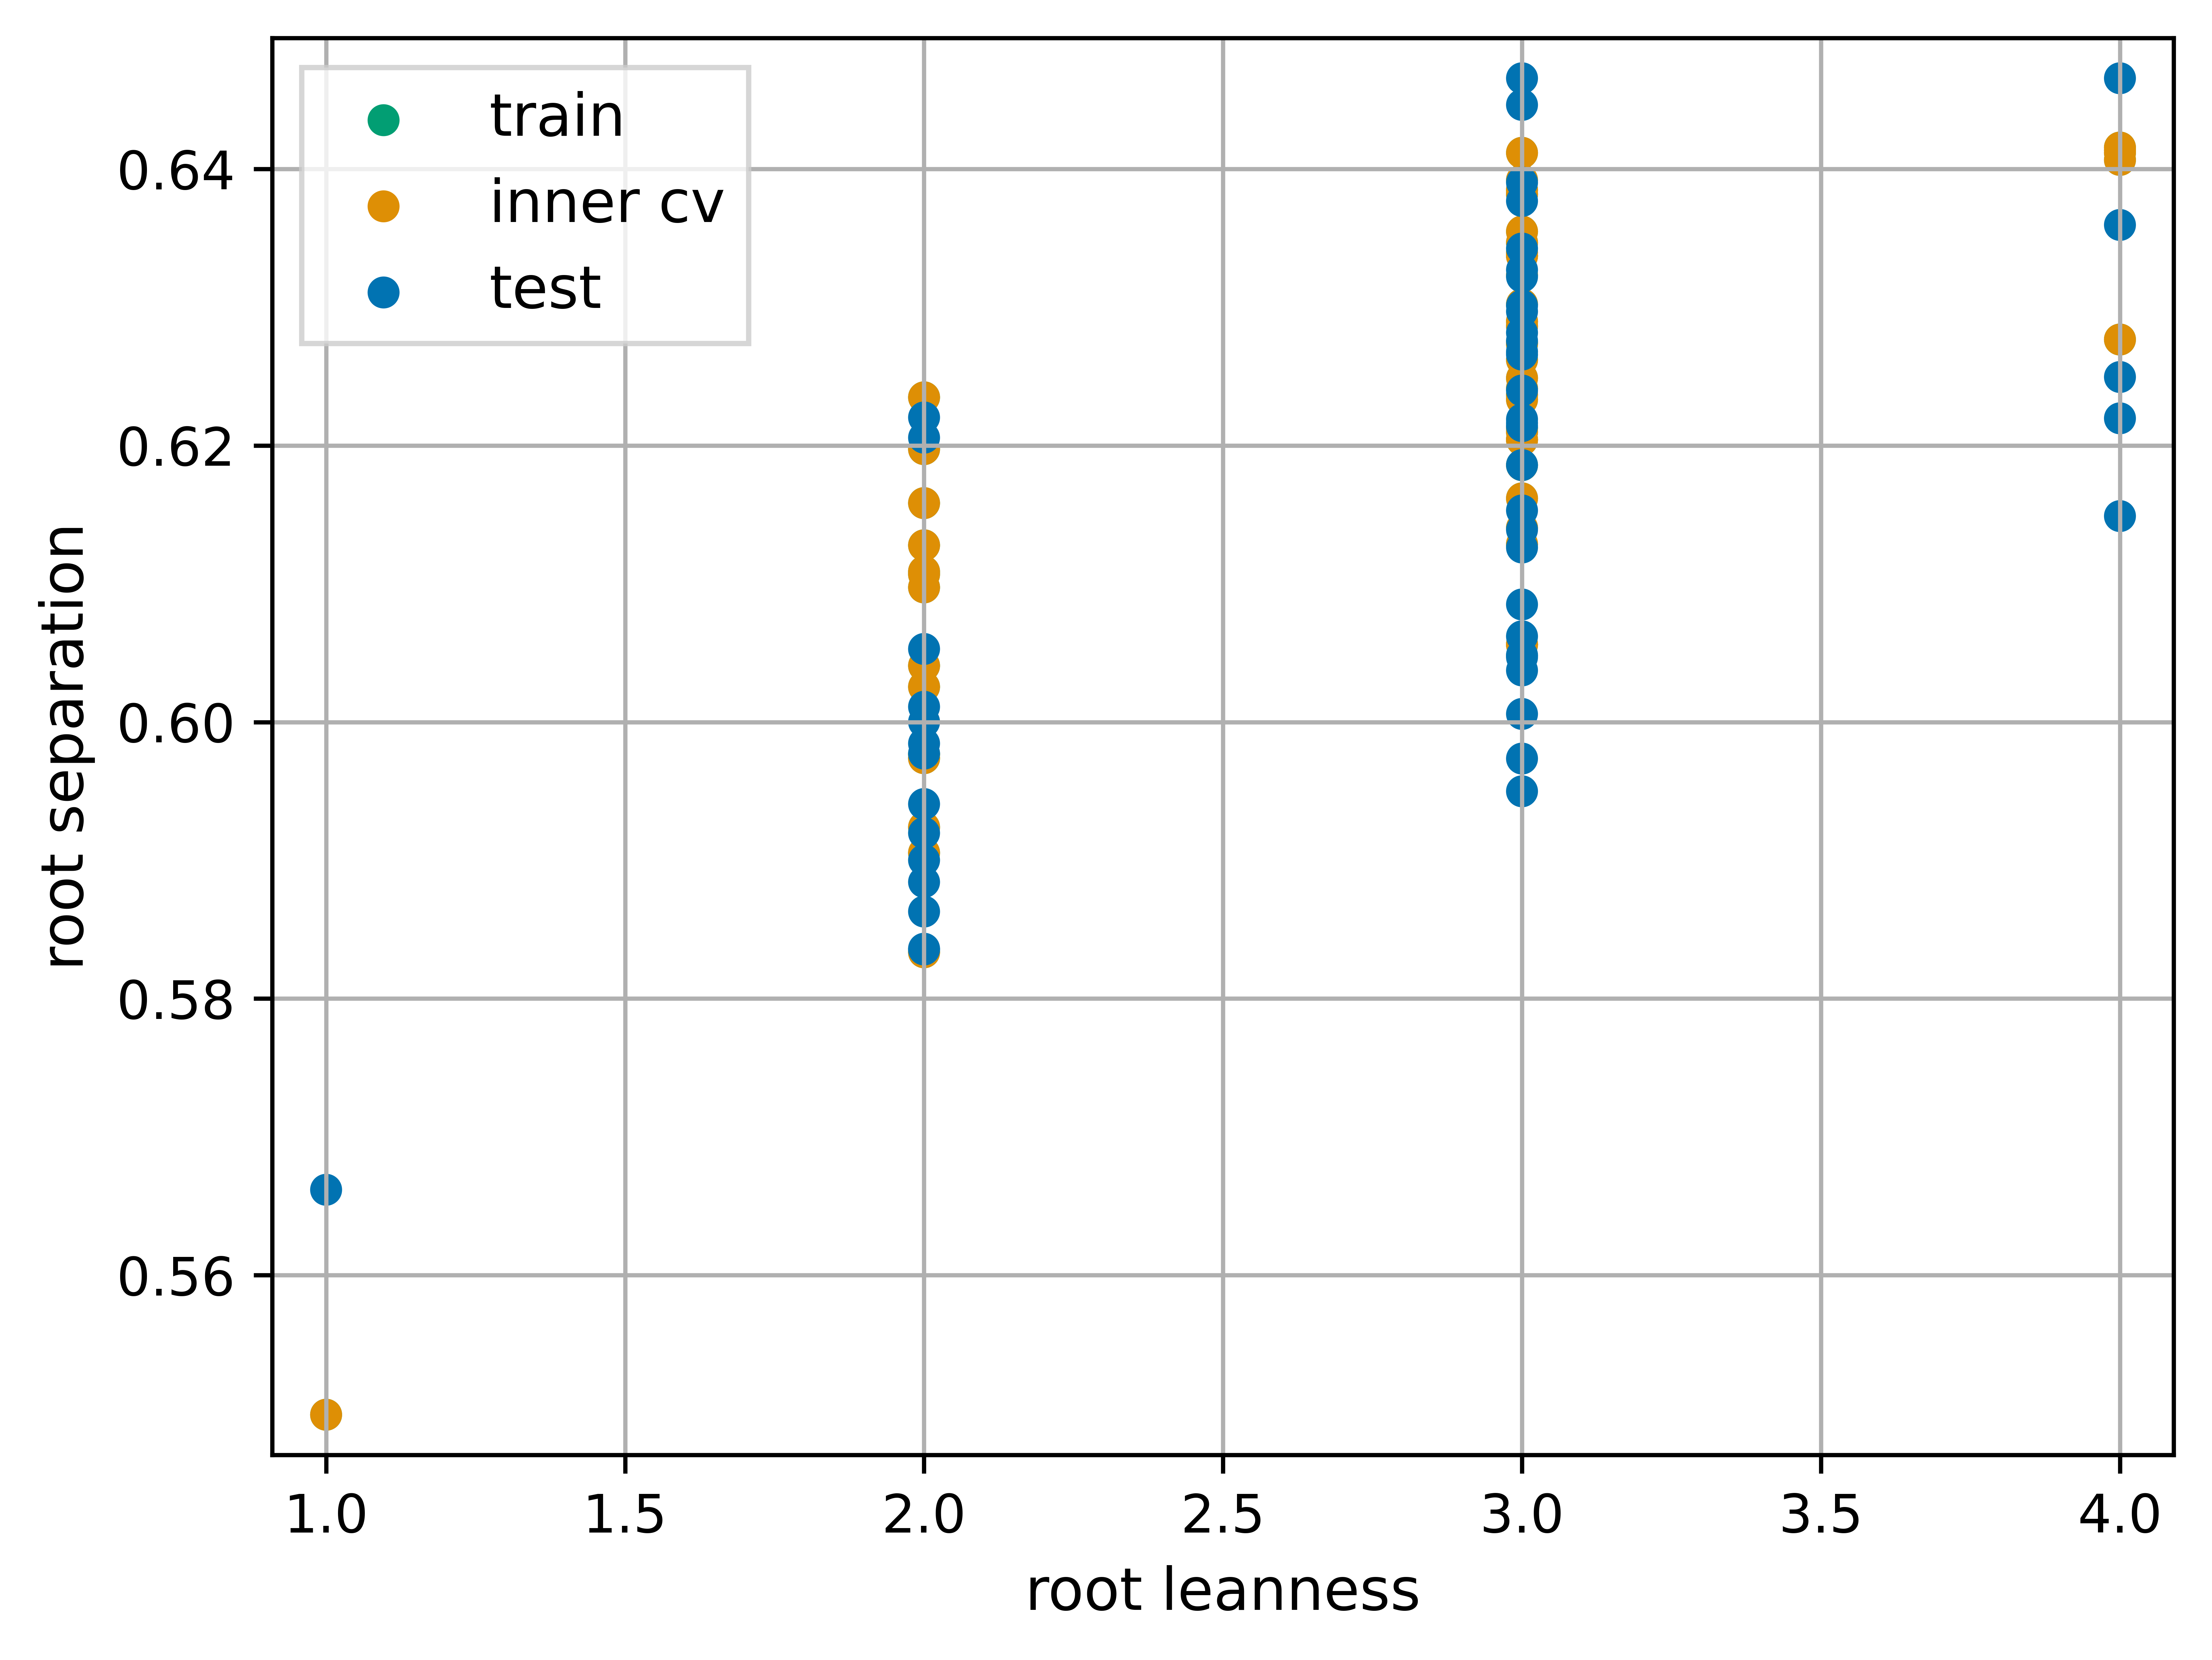 train
inner cv
test
0.64
0.62
0.60
0.58
0.56
root separation
1.0 1.5 2.0 2.5 3.0 3.5 4.0
root leanness